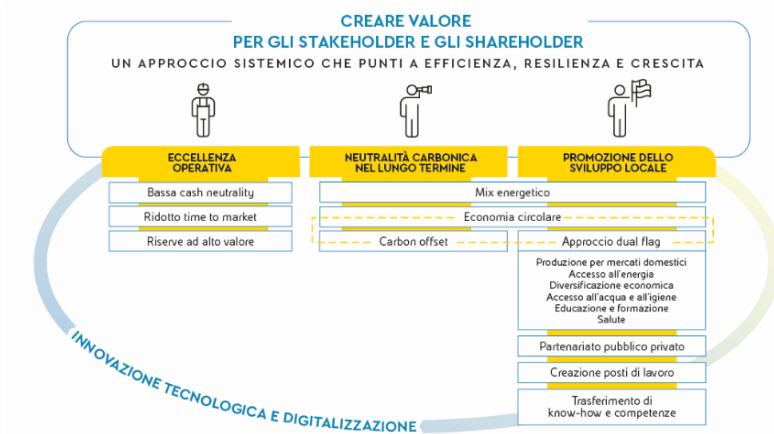 CREARE VALORE
PER GLI STAKEHOLDER E GLI SHAREHOLDER
UN APPROCCIO SISTEMICO CHE PUNTI A EFFICIENZA, RESILIENZA E CRESCITA
ECCELLENZA
OPERATIVA
Bassa cash neutrality
Ridotto time to market
Riserve ad alto valore
NEUTRALITÀ CARBONICA
NEL LUNGO TERMINE
PROMOZIONE DELLO
SVILUPPO LOCALE
Mix energetico
Economia circolare
Carbon offset
Approccio dual flag
Produzione per mercati domestici
Accesso all'energia
Diversificazione economica
Accesso all'acqua e all'igiene
Educazione e formazione
Salute
Partenariato pubblico privato
Creazione posti di lavoro
Trasferimento di
know-how e competenze
INNOVAZIONE TECNOLOGICA E DIGITALIZZAZIONE